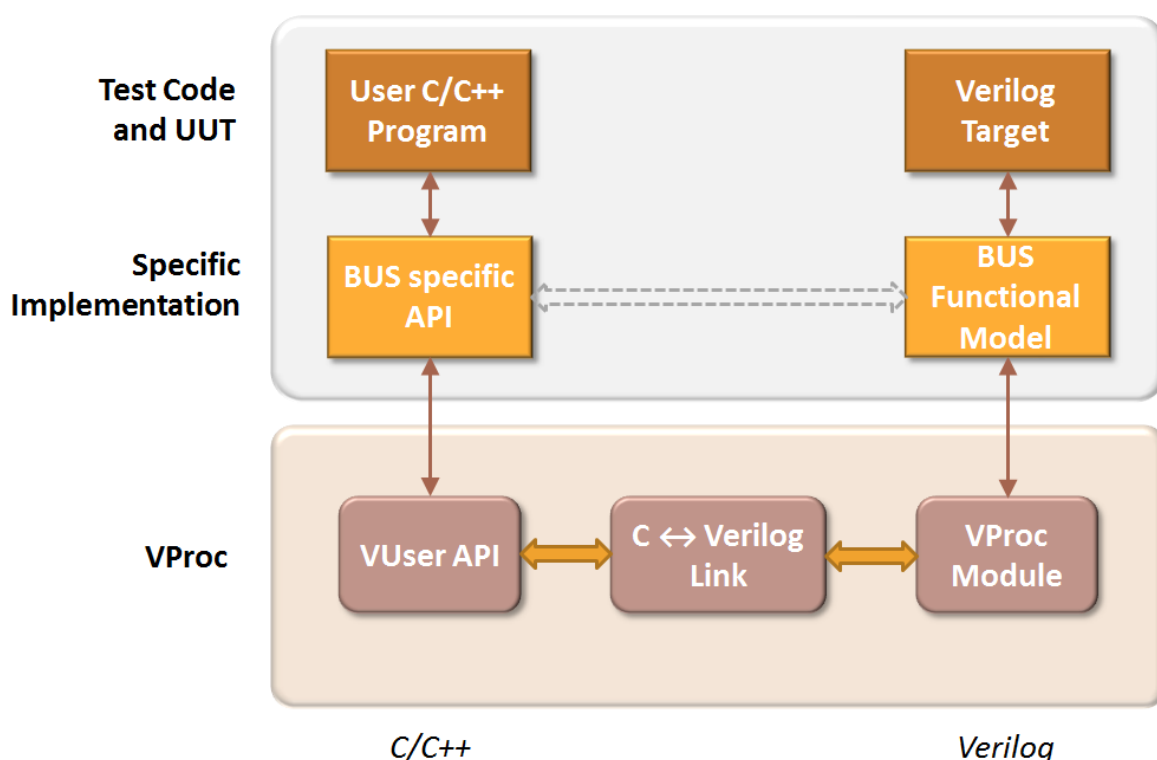 Test Code
and UUT
User C/C++
Program
Verilog
Target
Specific
Implementation
BUS specific
API
BUS
Functional
Model
VProc
VUser API
C ↔ Verilog
Link
VProc
Module
C/C++
Verilog